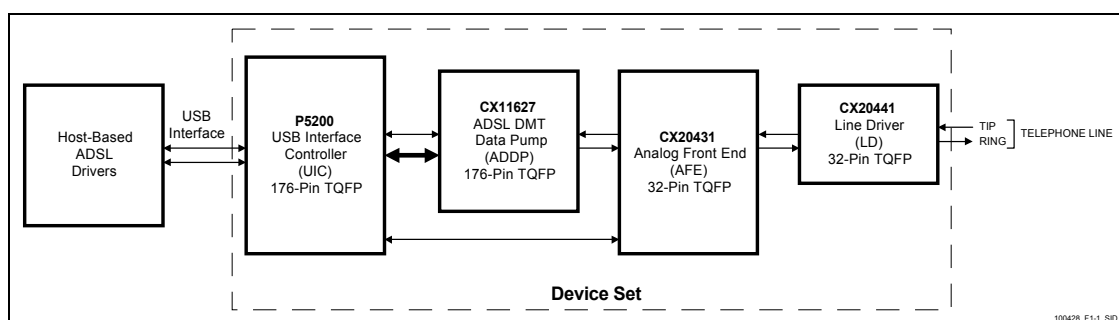 Host-Based
ADSL
Drivers
USB
Interface
P5200
USB Interface
Controller
(UIC)
176-Pin TQFP
CX11627
ADSL DMT
Data Pump
(ADDP)
176-Pin TQFP
CX20431
Analog Front End
(AFE)
32-Pin TQFP
CX20441
Line Driver
(LD)
32-Pin TQFP
TIP
RING
TELEPHONE LINE
Device Set
100428_F1-1_SID